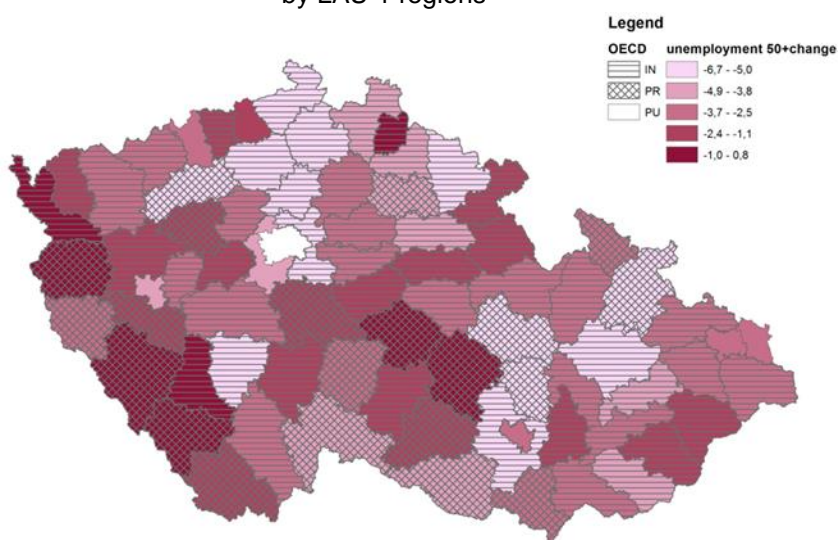 by LAU 1 regions
Legend
OECD unemployment 50+change
IN -6,7 - -5,0
PR -4,9 - -3,8
PU -3,7 - -2,5
-2,4 - -1,1
-1,0 - 0,8